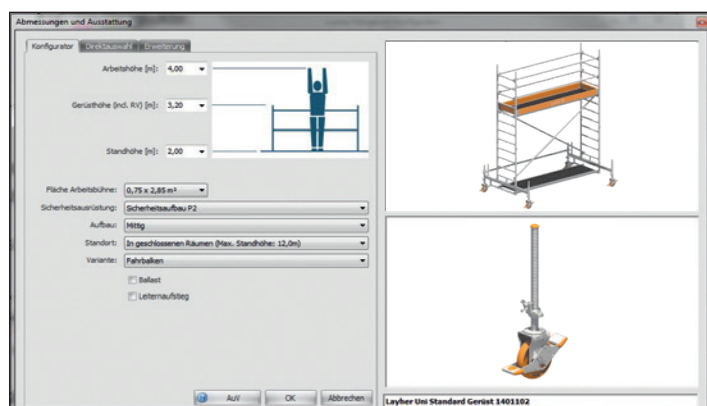 Abmessungen und Ausstattung
Konfigurator Direktauswahl Erweiterung
Arbeitshöhe [m]: 4,00
Gerüsthöhe (incl. RV) [m]: 3,20
Standhöhe [m]: 2,00
Fläche Arbeitsbühne: 0,75 x 2,85 m²
Sicherheitsausrüstung: Sicherheitsaufbau P2
Aufbau: Mittig
Standort: In geschlossenen Räumen (Max. Standhöhe: 12,0m)
Variante: Fahrbalken
Ballast
Leiternaufstieg
AuV OK Abbrechen
Layher Uni Standard Gerüst 1401102